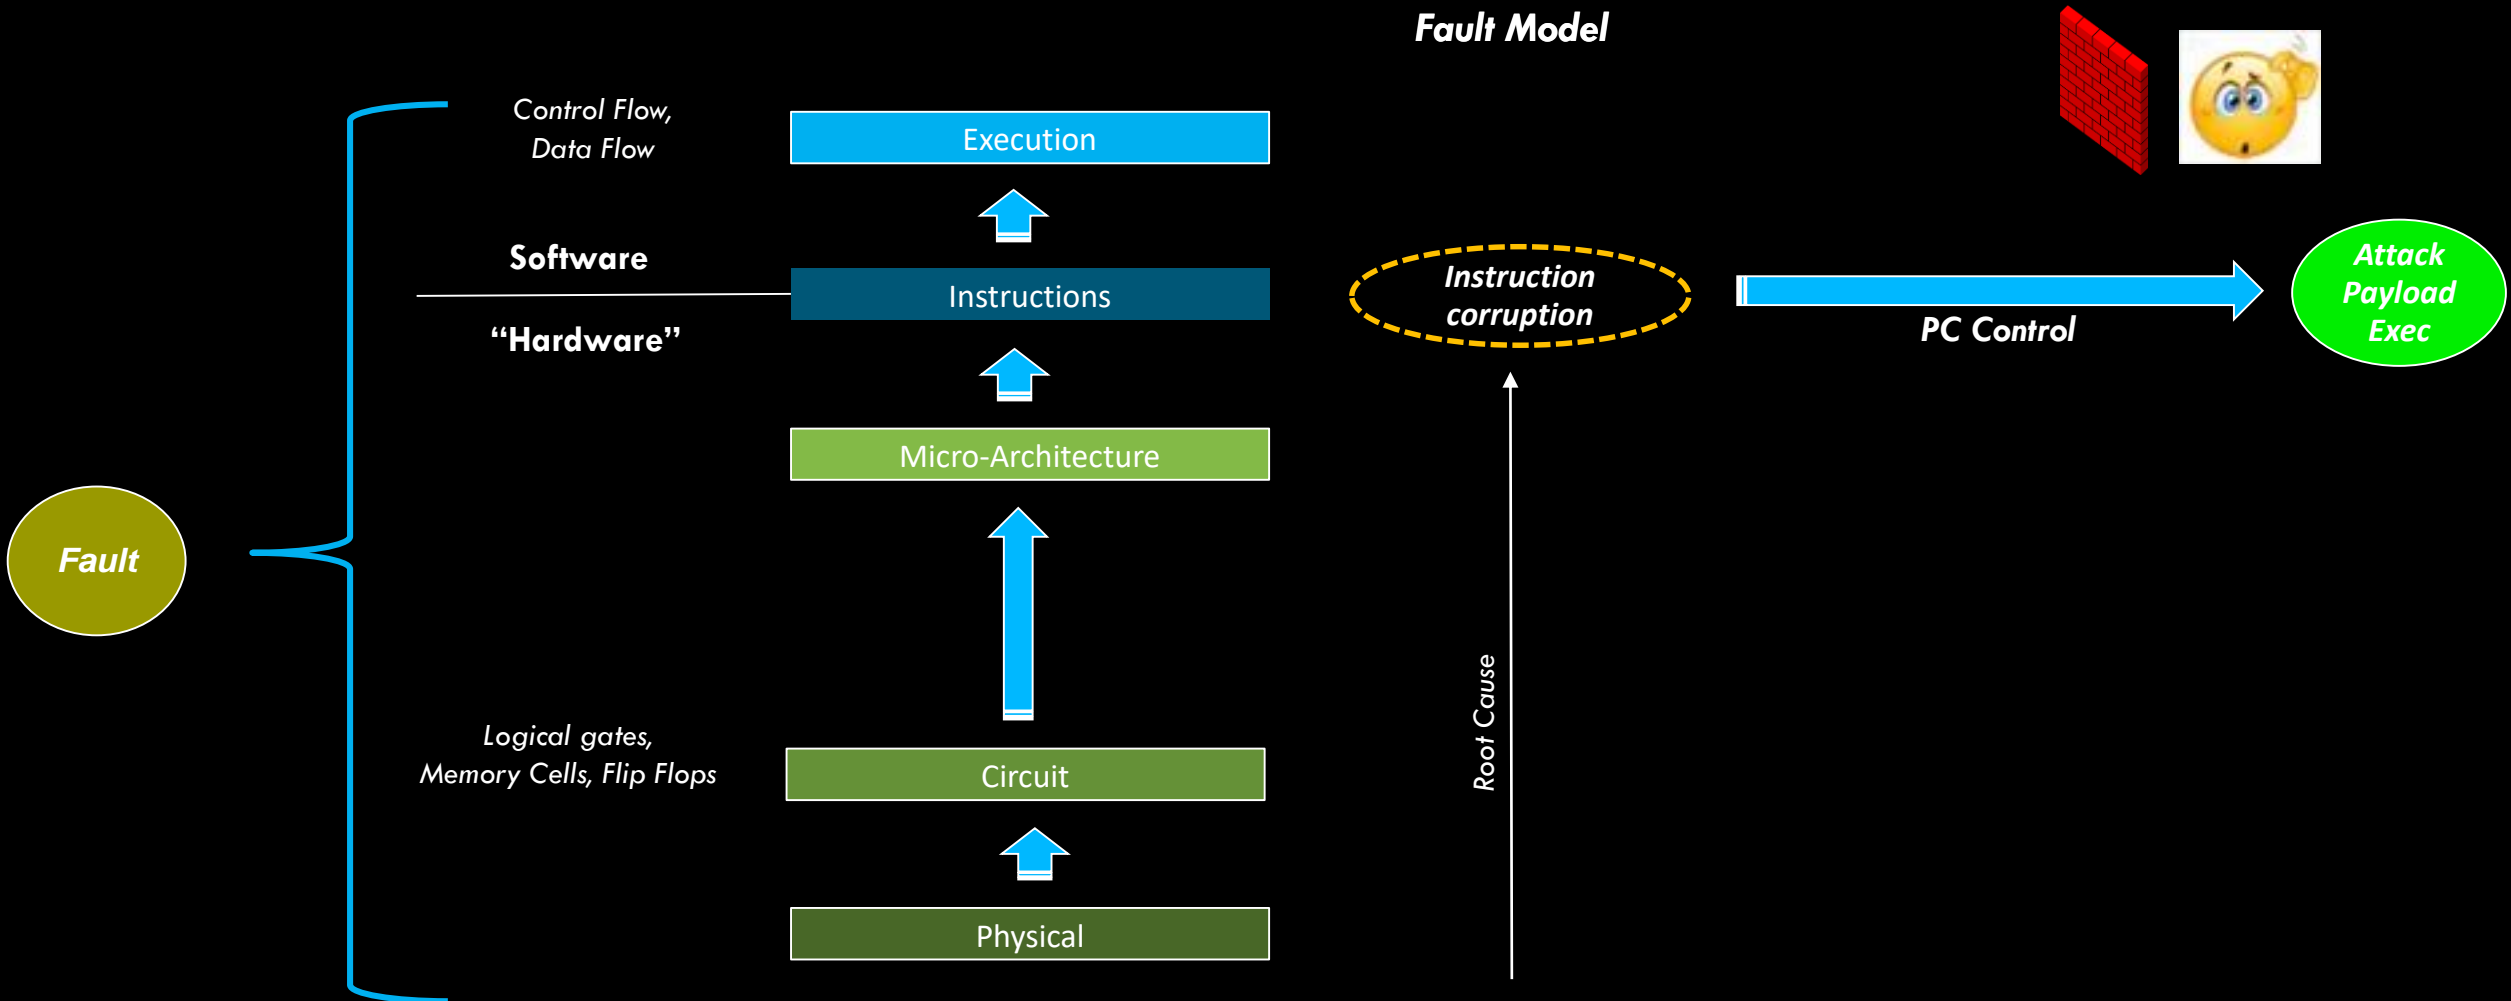 Fault Model
Control Flow,
Data Flow
Execution
Software
Instructions
“Hardware”
Instruction
corruption
PC Control
Attack
Payload
Exec
Micro-Architecture
Fault
Root Cause
Logical gates,
Memory Cells, Flip Flops
Circuit
Physical